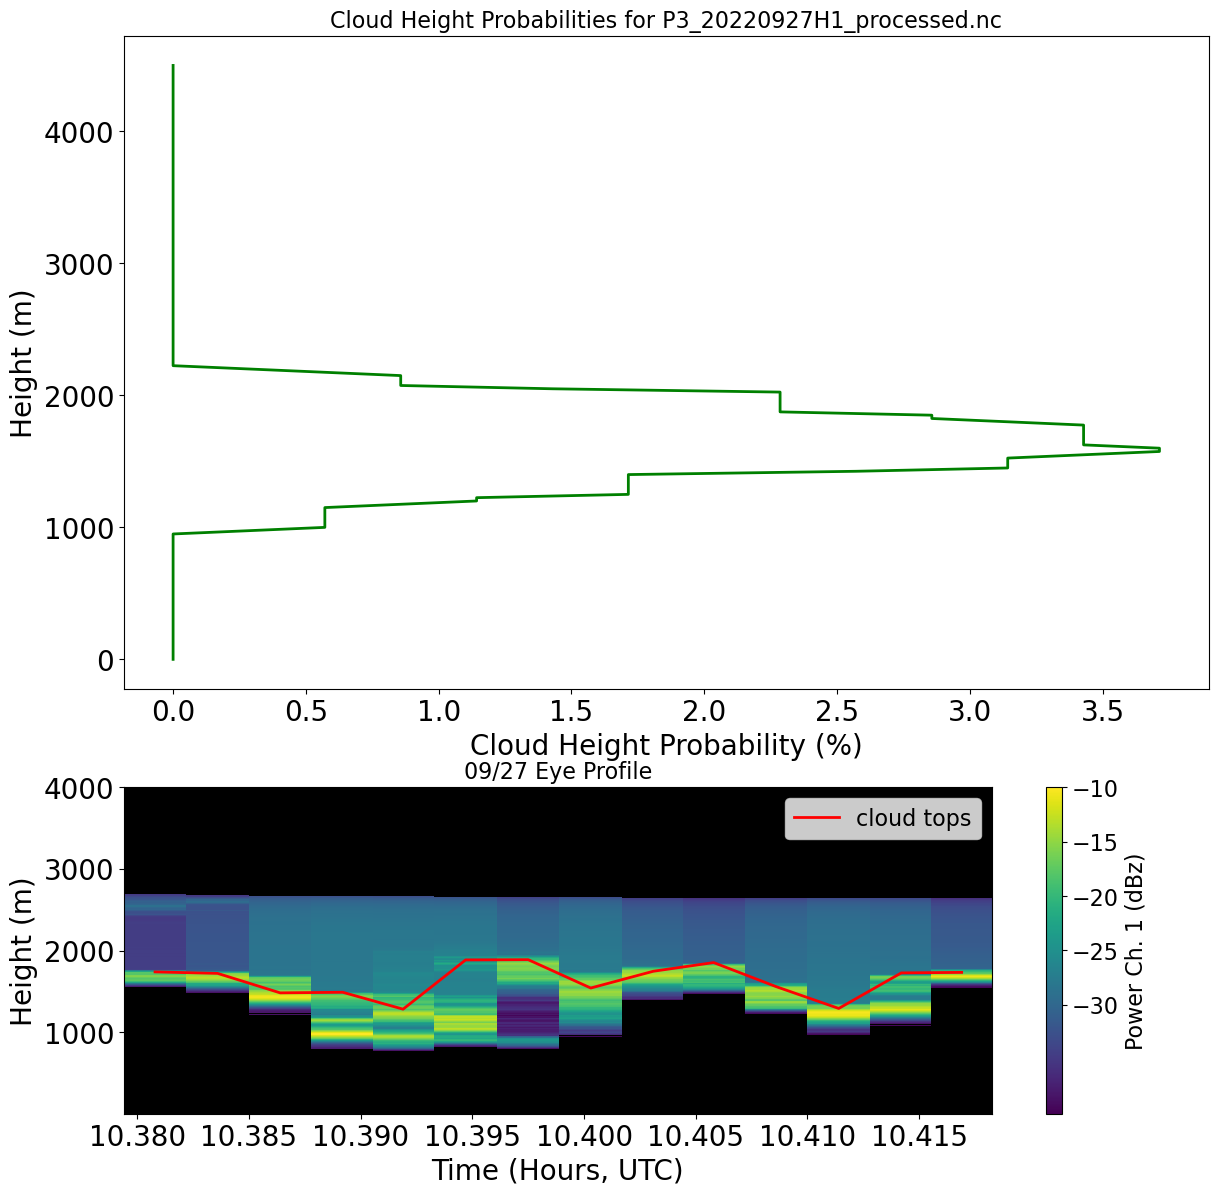 Cloud Height Probabilities for P3_20220927H1_processed.nc
Height (m)
4000
3000
2000
1000
0
0.0 0.5 1.0 1.5 2.0 2.5 3.0 3.5
Cloud Height Probability (%)
09/27 Eye Profile
Height (m)
4000
3000
2000
1000
cloud tops
10.380 10.385 10.390 10.395 10.400 10.405 10.410 10.415
Time (Hours, UTC)
−10
−15
−20
−25
−30
Power Ch. 1 (dBz)